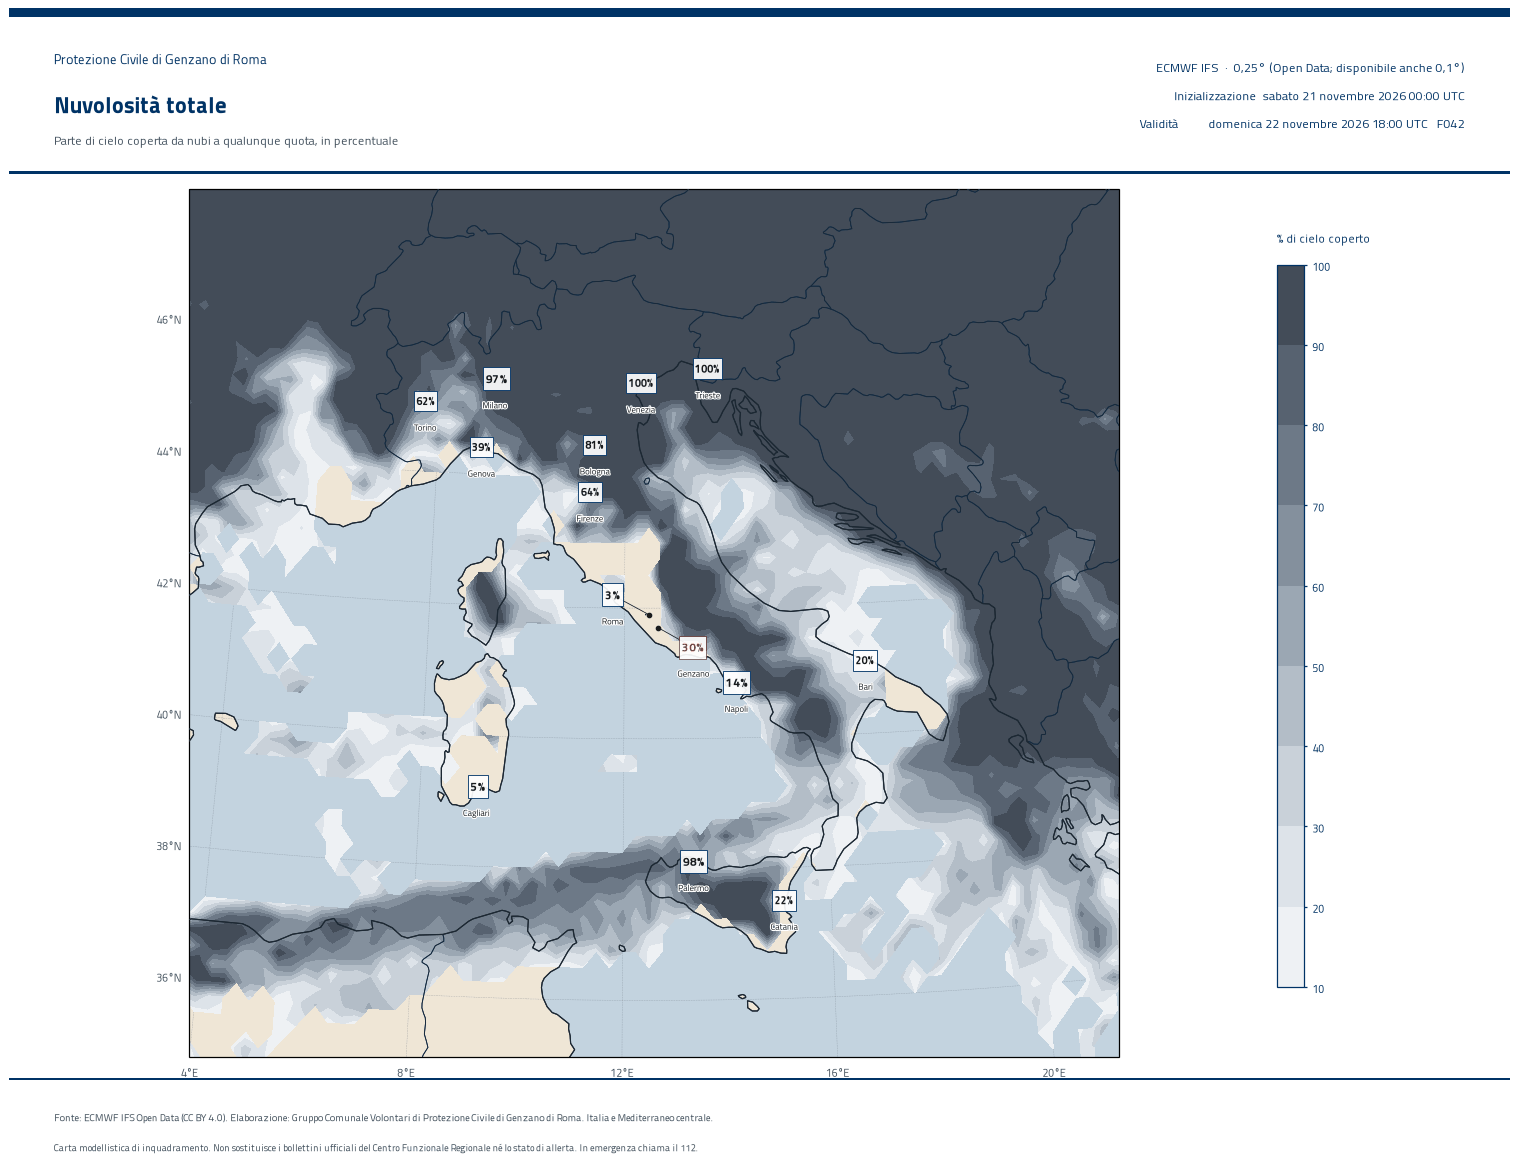 Protezione Civile di Genzano di Roma
Nuvolosità totale
Parte di cielo coperta da nubi a qualunque quota, in percentuale
ECMWF IFS · 0,25° (Open Data; disponibile anche 0,1°)
Inizializzazione sabato 21 novembre 2026 00:00 UTC
Validità domenica 22 novembre 2026 18:00 UTC F042
% di cielo coperto
100
90
80
70
60
50
40
30
20
10
46°N
44°N
42°N
40°N
38°N
36°N
4°E
8°E
12°E
16°E
20°E
100%
Trieste
97%
Milano
100%
Venezia
62%
Torino
39%
Genova
81%
Bologna
64%
Firenze
3%
Roma
30%
Genzano
20%
Bari
14%
Napoli
5%
Cagliari
98%
Palermo
22%
Catania
Fonte: ECMWF IFS Open Data (CC BY 4.0). Elaborazione: Gruppo Comunale Volontari di Protezione Civile di Genzano di Roma. Italia e Mediterraneo centrale.
Carta modellistica di inquadramento. Non sostituisce i bollettini ufficiali del Centro Funzionale Regionale né lo stato di allerta. In emergenza chiama il 112.